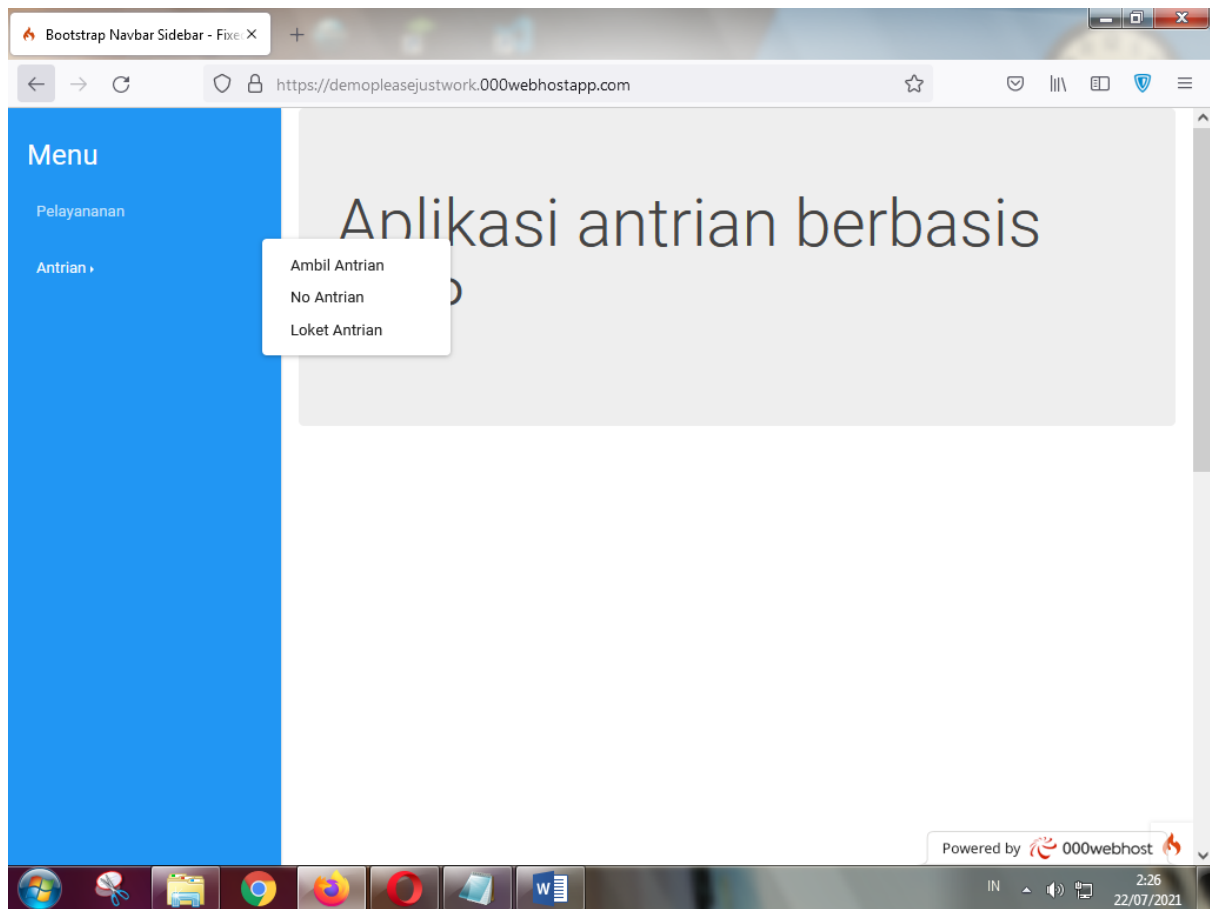 Bootstrap Navbar Sidebar - Fixe
https://demopleasejustwork.000webhostapp.com
Menu
Pelayananan
Antrian
Aplikasi antrian berbasis
Ambil Antrian
No Antrian
Loket Antrian
Powered by 000webhost
IN
2:26
22/07/2021